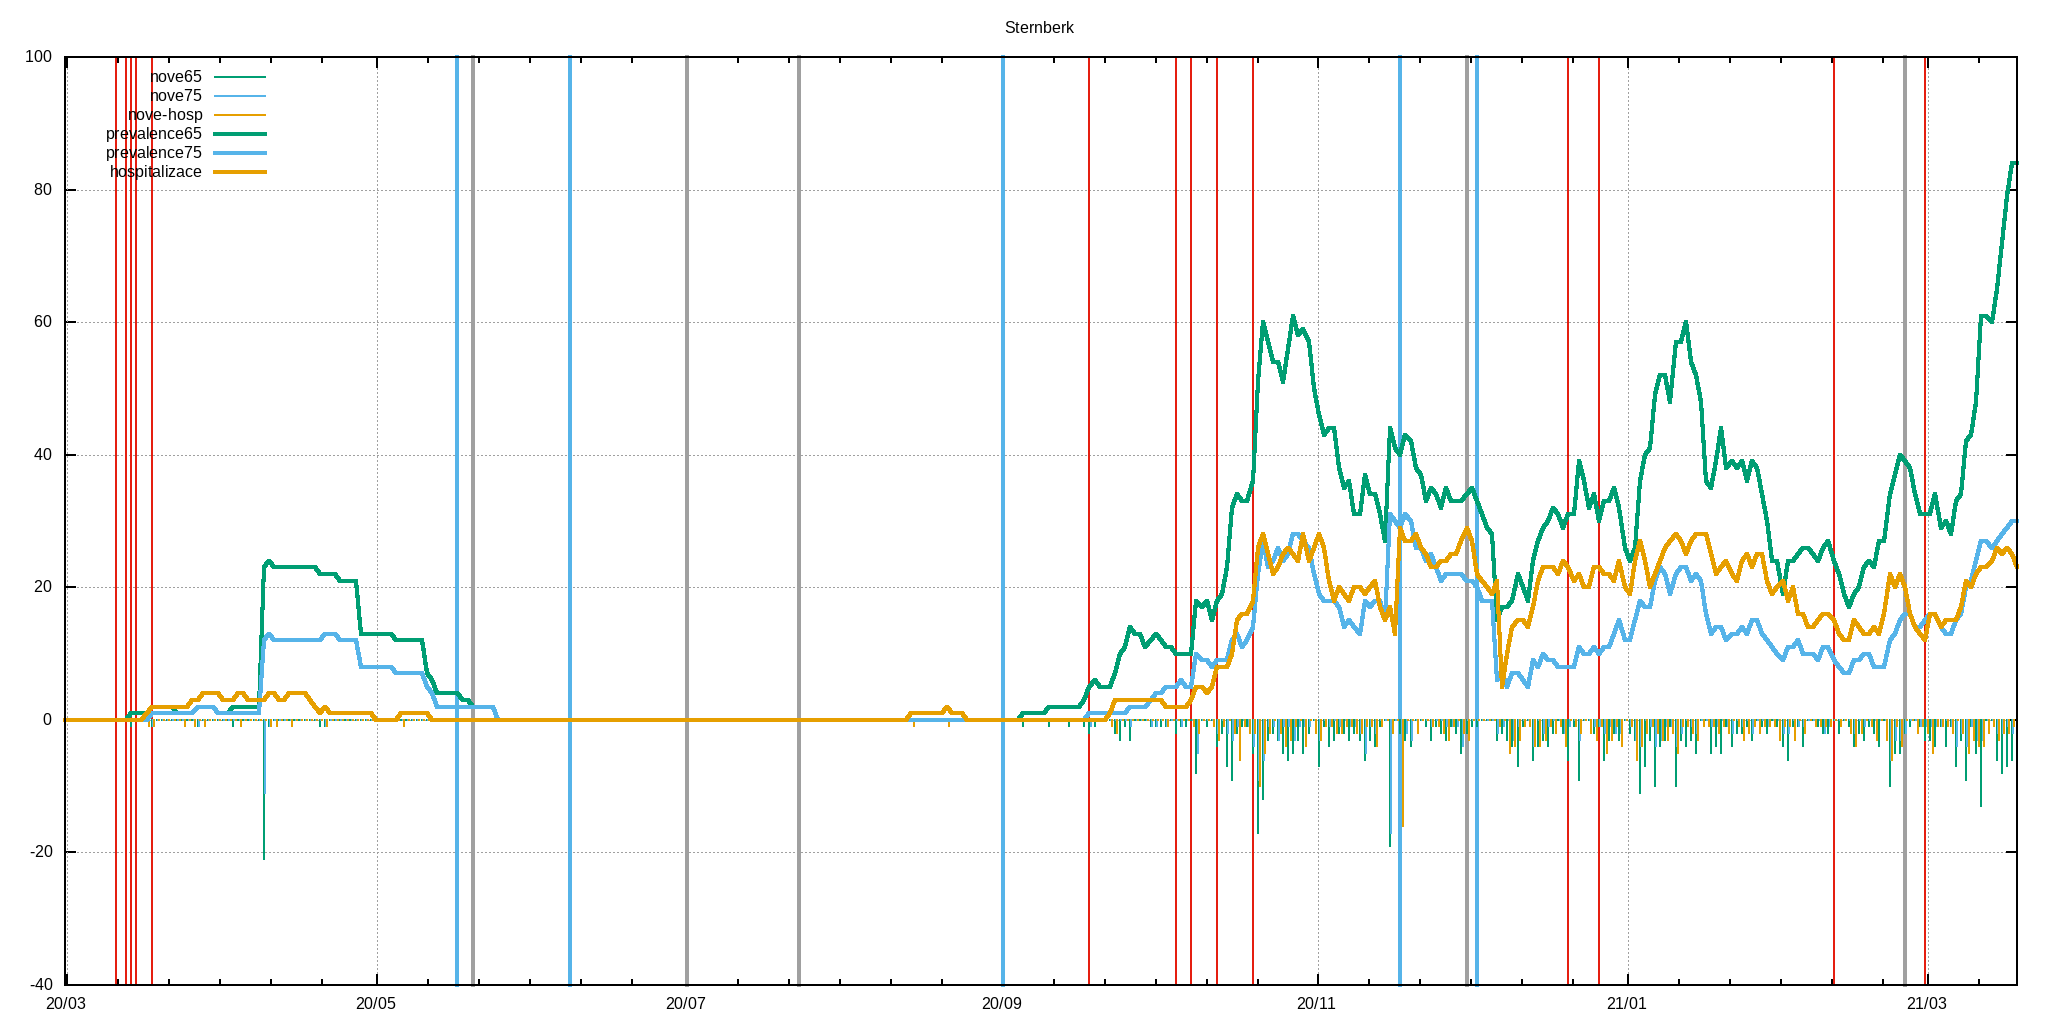 Sternberk
100
nove65
nove75
nove-hosp
prevalence65
prevalence75
hospitalizace
80
60
40
20
0
-20
-40
20/03 20/05 20/07 20/09 20/11 21/01 21/03